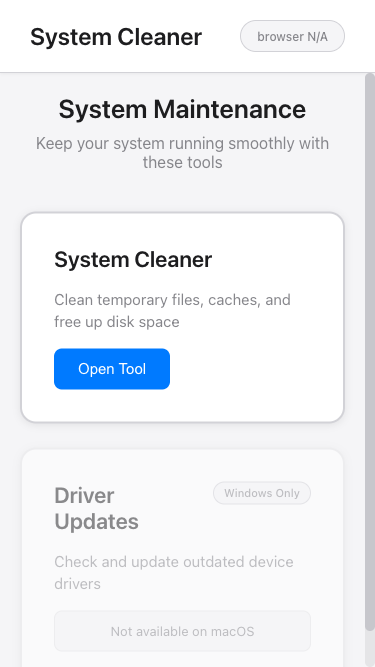 System Cleaner
browser N/A
System Maintenance
Keep your system running smoothly with
these tools
System Cleaner
Clean temporary files, caches, and
free up disk space
Open Tool
Driver
Updates
Windows Only
Check and update outdated device
drivers
Not available on macOS